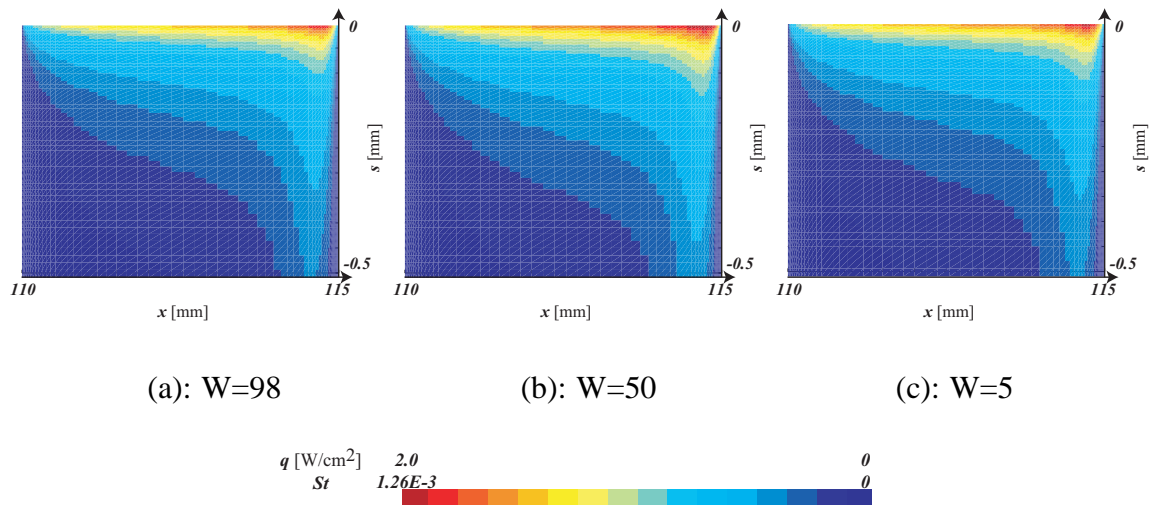 0 0 0
s [mm] s [mm] s [mm]
-0.5 -0.5 -0.5
110 115 110 115 110 115
x [mm] x [mm] x [mm]
(a): W=98 (b): W=50 (c): W=5
q [W/cm²] 2.0 0
St 1.26E-3 0